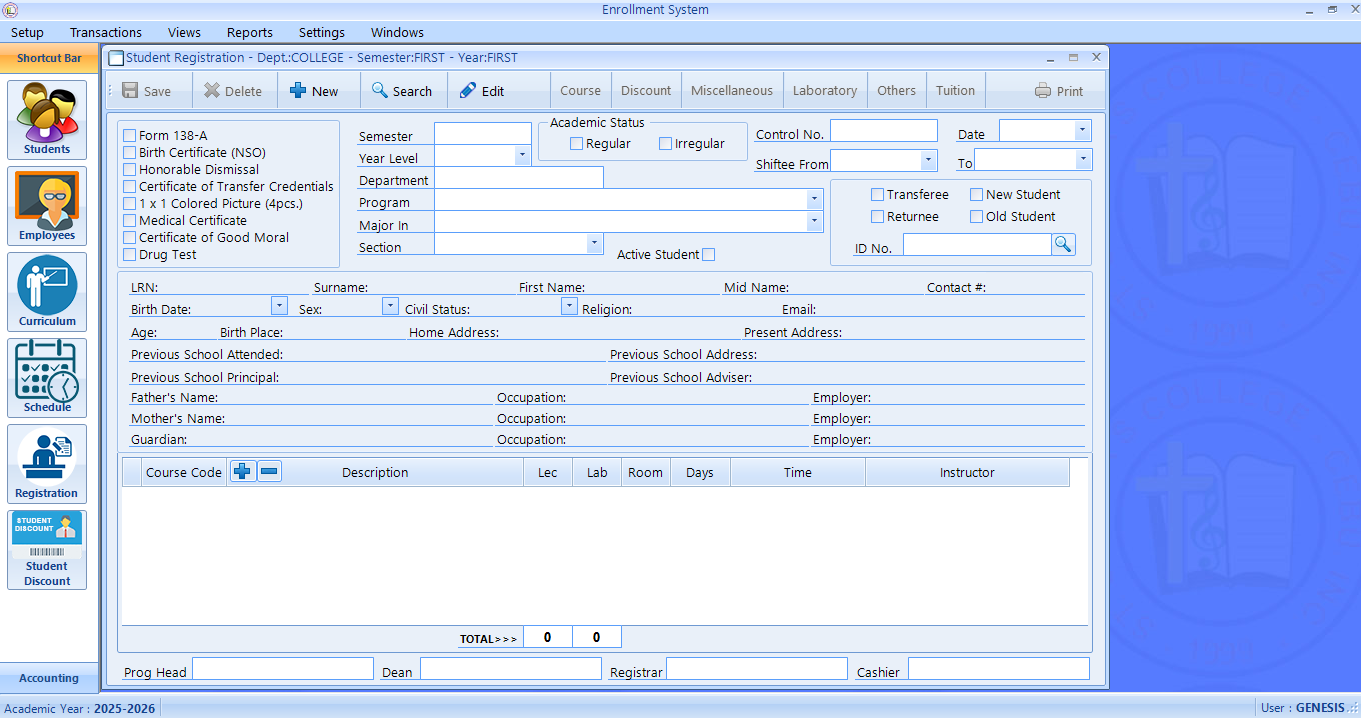 Enrollment System
Setup Transactions Views Reports Settings Windows
Shortcut Bar
Students
Employees
Curriculum
Schedule
Registration
STUDENT
DISCOUNT
Student
Discount
Accounting
Student Registration - Dept.:COLLEGE - Semester:FIRST - Year:FIRST
Save Delete New Search Edit Course Discount Miscellaneous Laboratory Others Tuition Print
Form 138-A
Birth Certificate (NSO)
Honorable Dismissal
Certificate of Transfer Credentials
1 x 1 Colored Picture (4pcs.)
Medical Certificate
Certificate of Good Moral
Drug Test
Semester
Year Level
Department
Program
Major In
Section
Active Student
Academic Status
Regular Irregular
Control No. Date
Shiftee From To
Transferee New Student
Returnee Old Student
ID No.
LRN: Surname: First Name: Mid Name: Contact #:
Birth Date: Sex: Civil Status: Religion: Email:
Age: Birth Place: Home Address: Present Address:
Previous School Attended: Previous School Address:
Previous School Principal: Previous School Adviser:
Father's Name: Occupation: Employer:
Mother's Name: Occupation: Employer:
Guardian: Occupation: Employer:
Course Code Description Lec Lab Room Days Time Instructor
TOTAL>>> 0 0
Prog Head Dean Registrar Cashier
Academic Year : 2025-2026 User : GENESIS